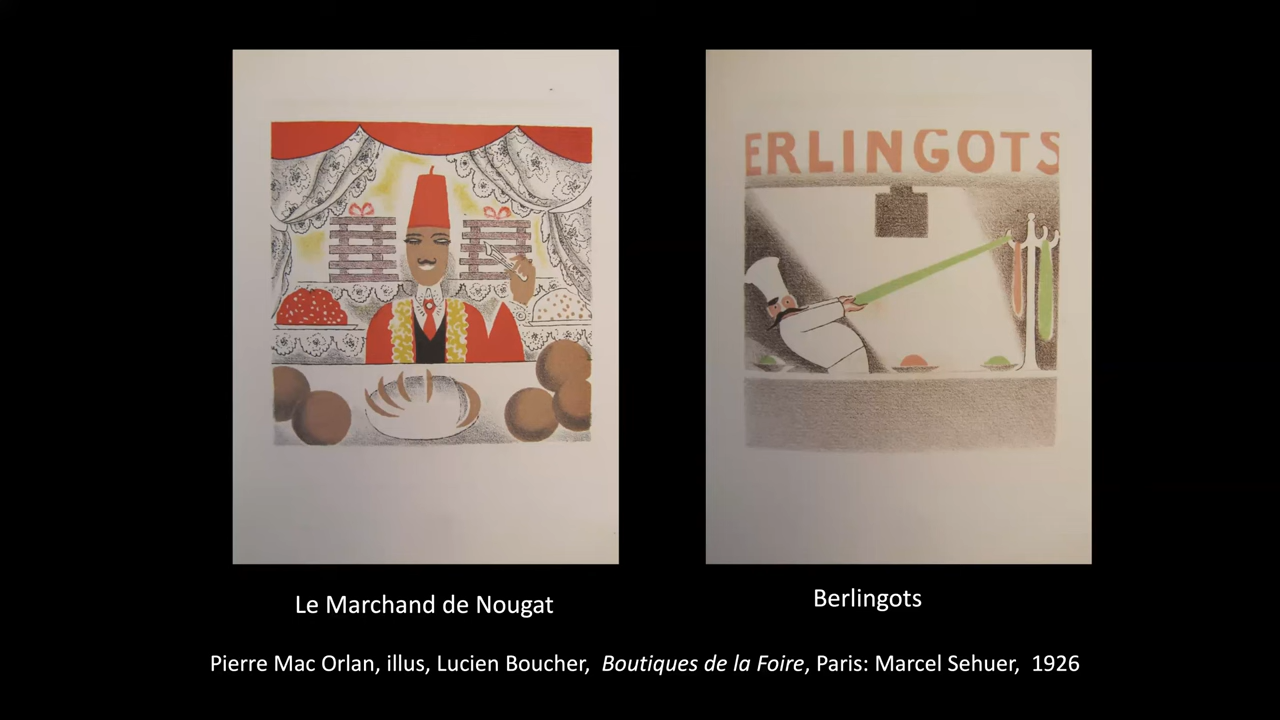 ERLINGOTS
Le Marchand de Nougat
Berlingots
Pierre Mac Orlan, illus, Lucien Boucher, Boutiques de la Foire, Paris: Marcel Sehuer, 1926